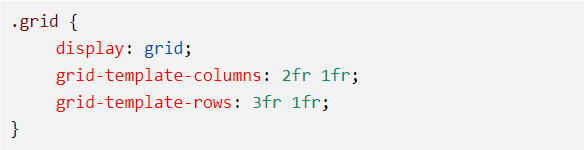 .grid {
    display: grid;
    grid-template-columns: 2fr 1fr;
    grid-template-rows: 3fr 1fr;
}